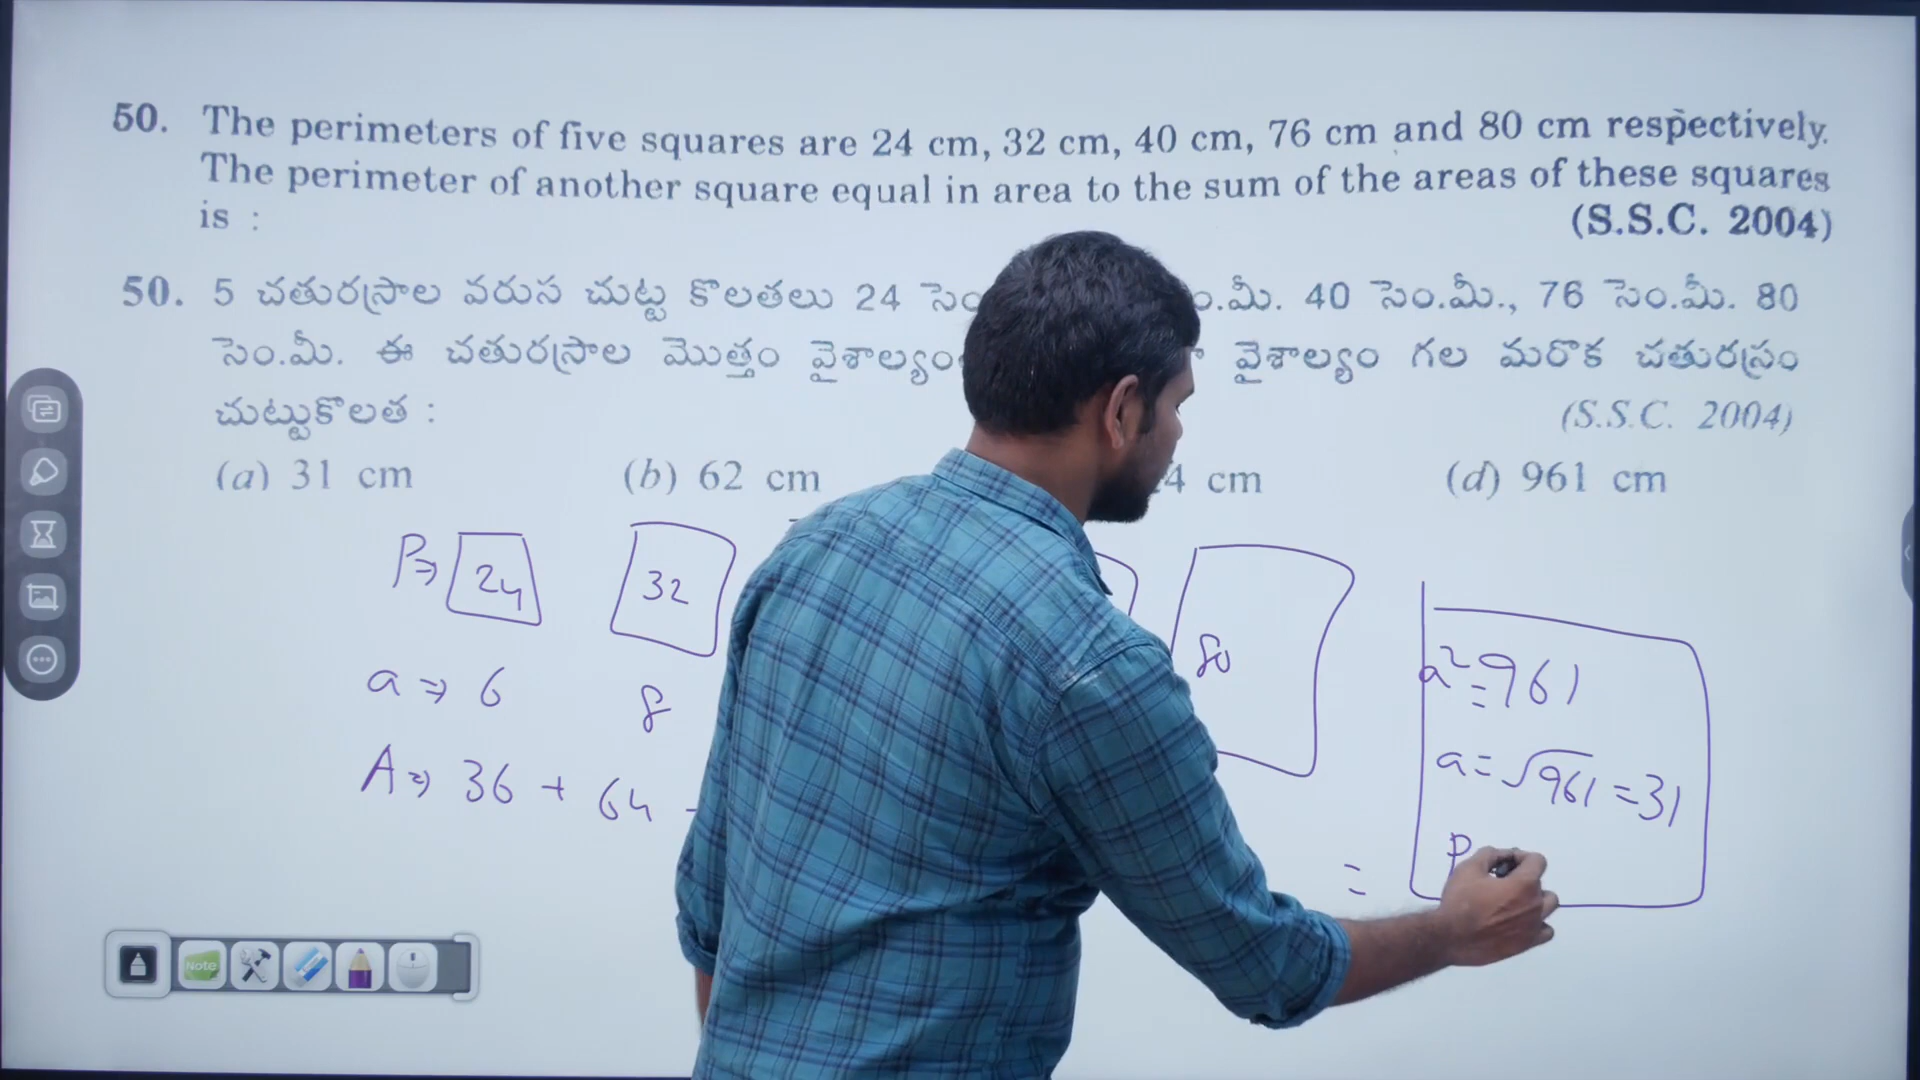 50. The perimeters of five squares are 24 cm, 32 cm, 40 cm, 76 cm and 80 cm respectively.
The perimeter of another square equal in area to the sum of the areas of these squares
is :
(S.S.C. 2004)
50. 5 చతురస్రాల వరుస చుట్ట కొలతలు 24 .మీ. 40 సెం.మీ., 76 సెం.మీ. 80
సెం.మీ. ఈ చతురస్రాల మొత్తం వైశాల్యం వైశాల్యం గల మరొక చతురస్రం
చుట్టుకొలత :
(S.S.C. 2004)
(a) 31 cm (b) 62 cm 4 cm (d) 961 cm
P⇒ 24 32 80
a⇒ 6 8
A⇒ 36 + 64
=
a²=961
a=√961=31
P
Note